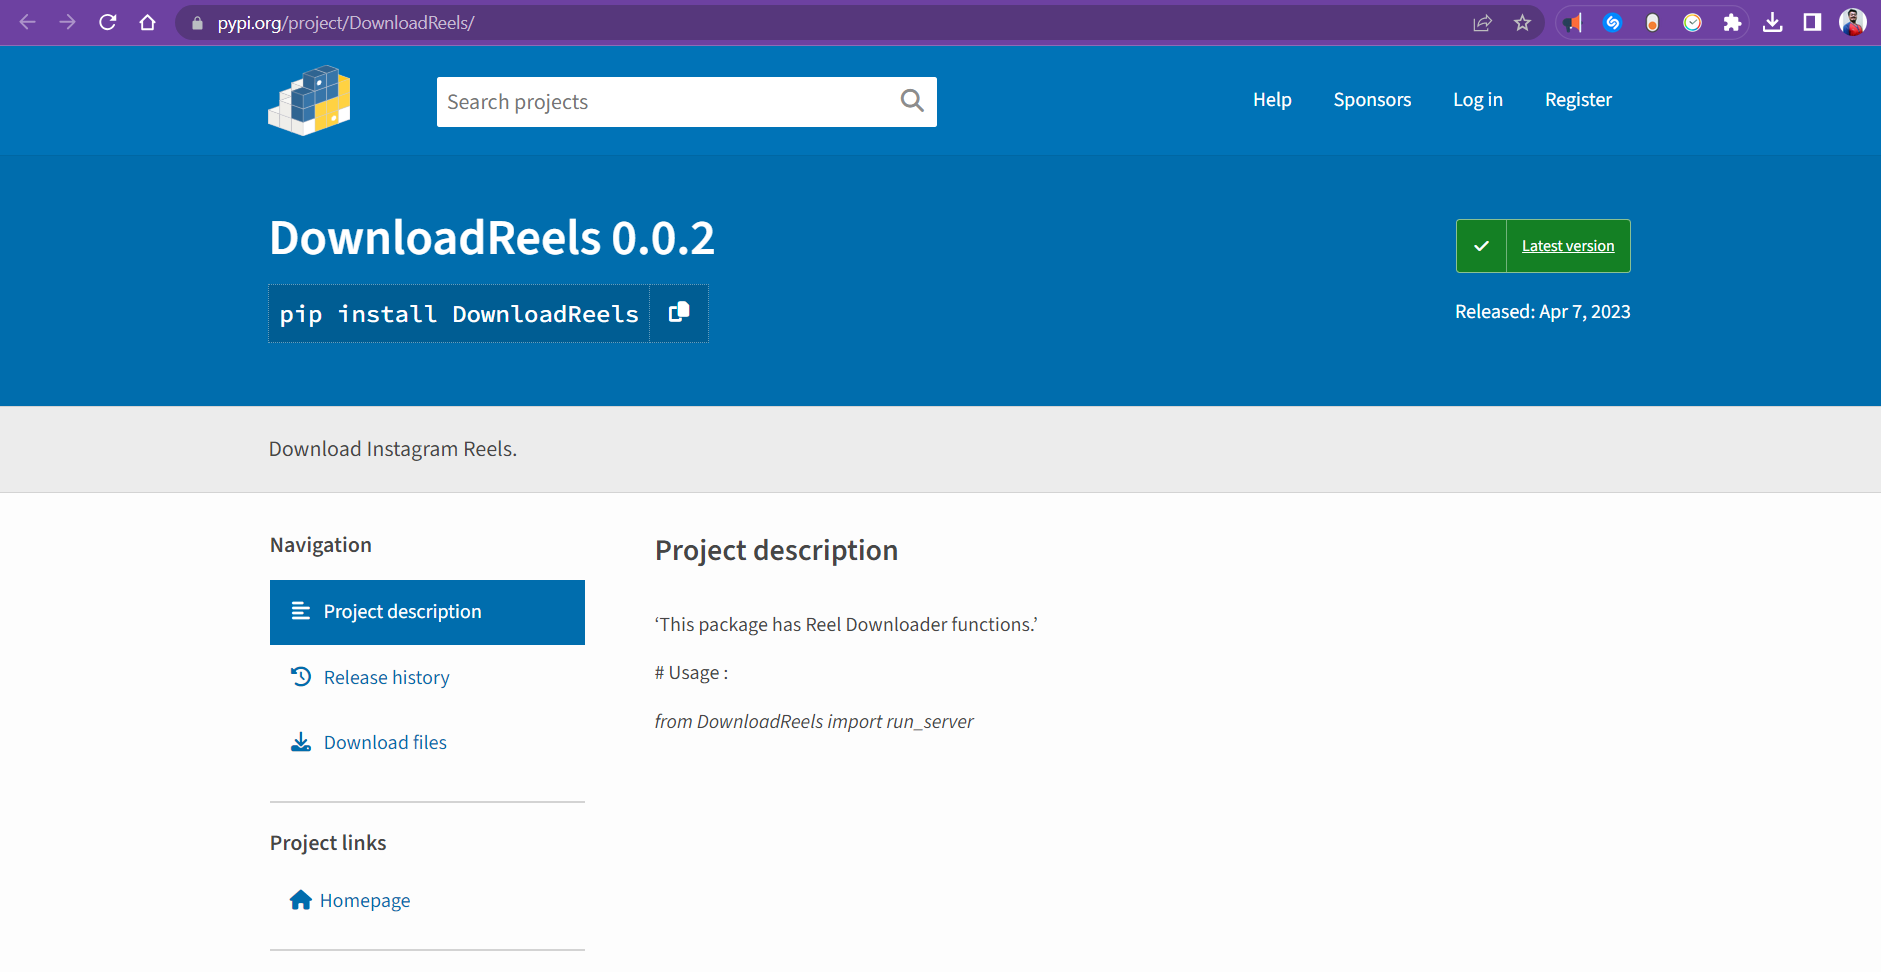 pypi.org/project/DownloadReels/
Search projects
Help Sponsors Log in Register
DownloadReels 0.0.2
Latest version
pip install DownloadReels
Released: Apr 7, 2023
Download Instagram Reels.
Navigation
Project description
Release history
Download files
Project links
Homepage
Project description
‘This package has Reel Downloader functions.’
# Usage :
from DownloadReels import run_server